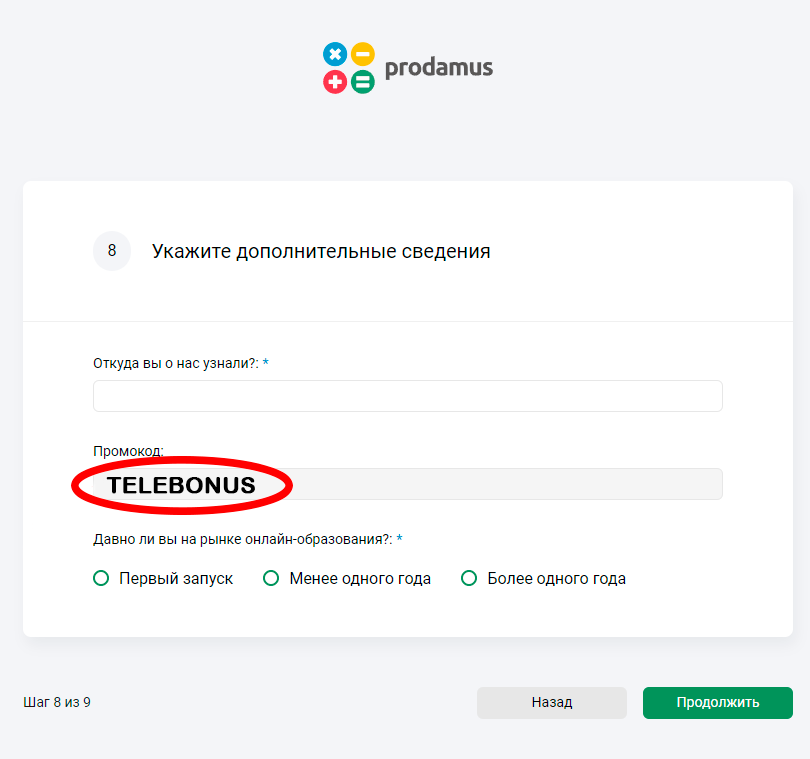 prodamus
8
Укажите дополнительные сведения
Откуда вы о нас узнали?: *
Промокод:
TELEBONUS
Давно ли вы на рынке онлайн-образования?: *
Первый запуск Менее одного года Более одного года
Шаг 8 из 9
Назад
Продолжить